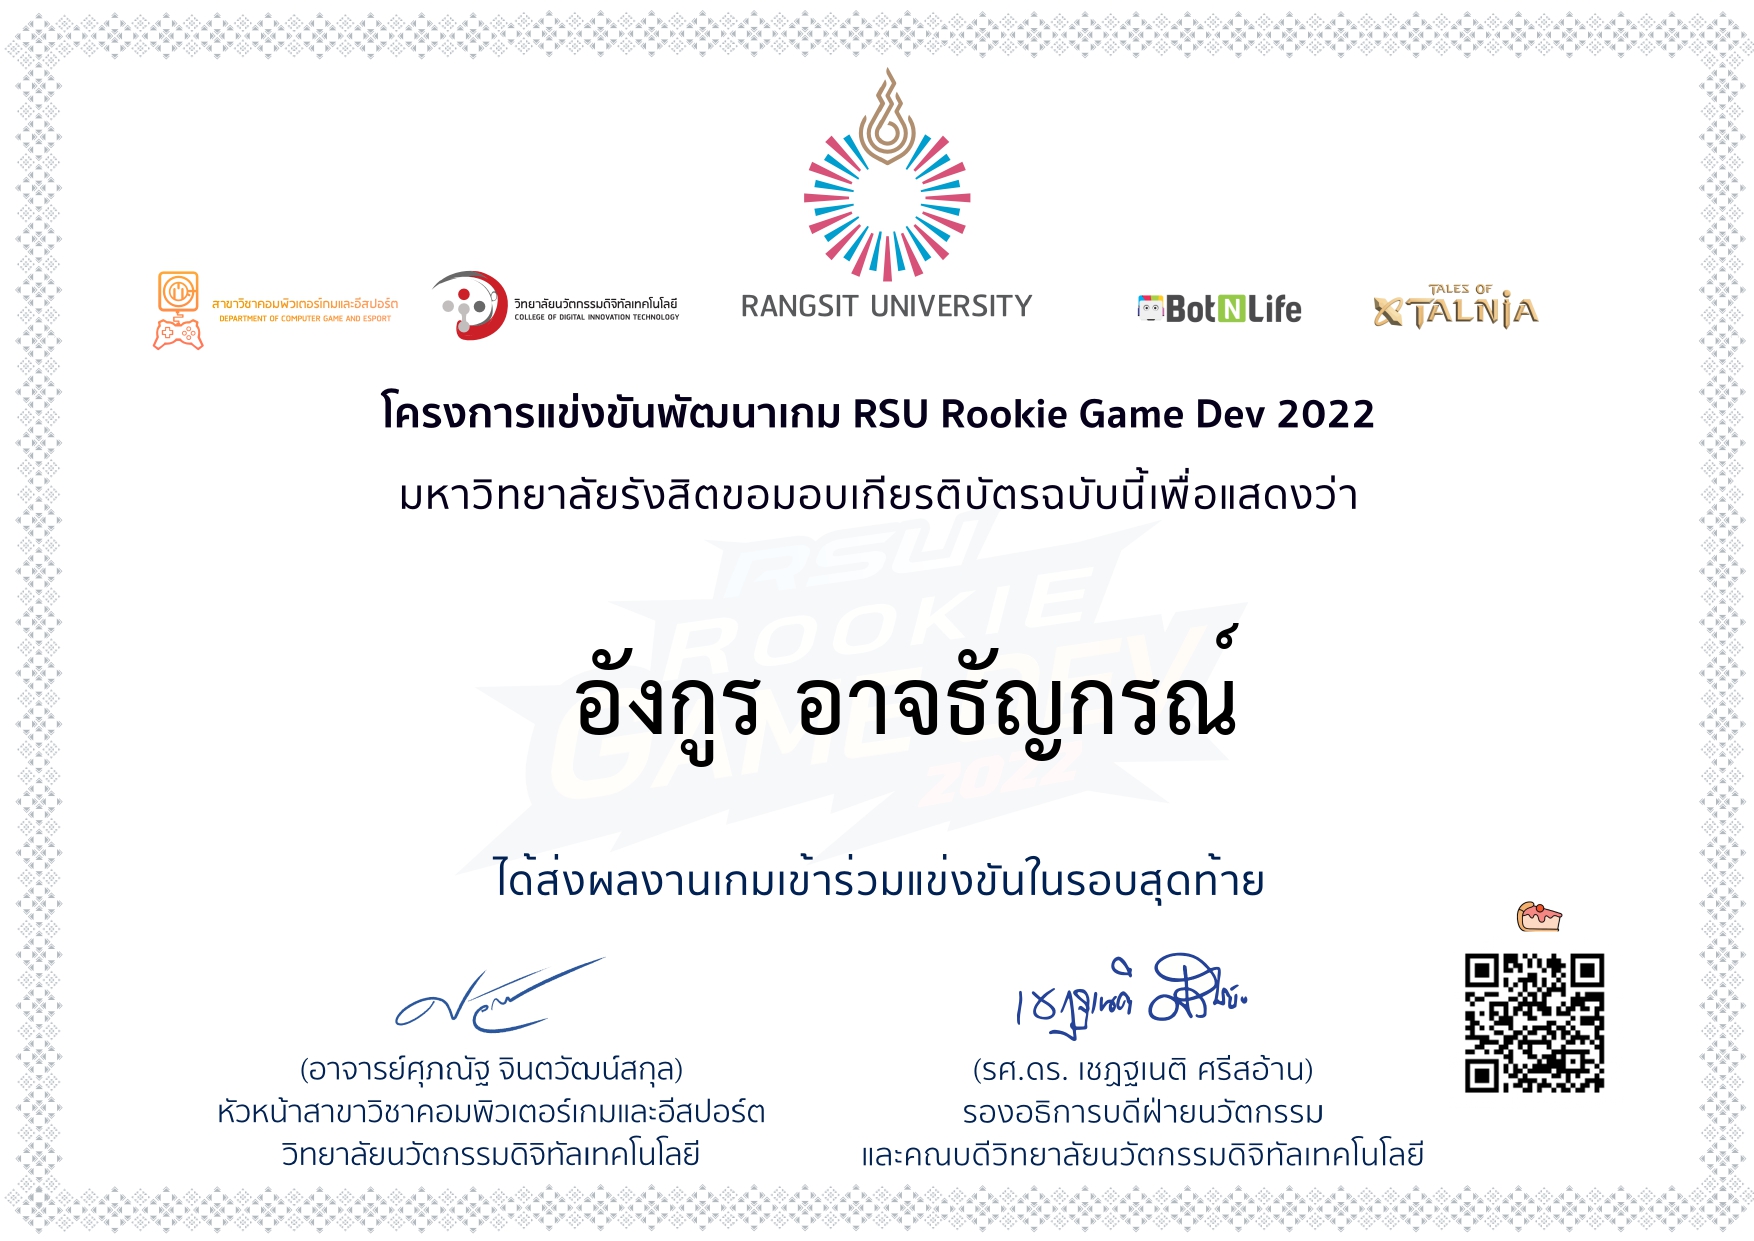 สาขาวิชาคอมพิวเตอร์เกมและอีสปอร์ต
DEPARTMENT OF COMPUTER GAME AND ESPORT
วิทยาลัยนวัตกรรมดิจิทัลเทคโนโลยี
COLLEGE OF DIGITAL INNOVATION TECHNOLOGY
RANGSIT UNIVERSITY
BotNLife
TALES OF
TALNIA
โครงการแข่งขันพัฒนาเกม RSU Rookie Game Dev 2022
มหาวิทยาลัยรังสิตขอมอบเกียรติบัตรฉบับนี้เพื่อแสดงว่า
RSU
ROOKIE
GAME DEV
2022
อังกูร อาจธัญกรณ์
ได้ส่งผลงานเกมเข้าร่วมแข่งขันในรอบสุดท้าย
(อาจารย์ศุภณัฐ จินตวัฒน์สกุล)
หัวหน้าสาขาวิชาคอมพิวเตอร์เกมและอีสปอร์ต
วิทยาลัยนวัตกรรมดิจิทัลเทคโนโลยี
(รศ.ดร. เชฏฐเนติ ศรีสอ้าน)
รองอธิการบดีฝ่ายนวัตกรรม
และคณบดีวิทยาลัยนวัตกรรมดิจิทัลเทคโนโลยี